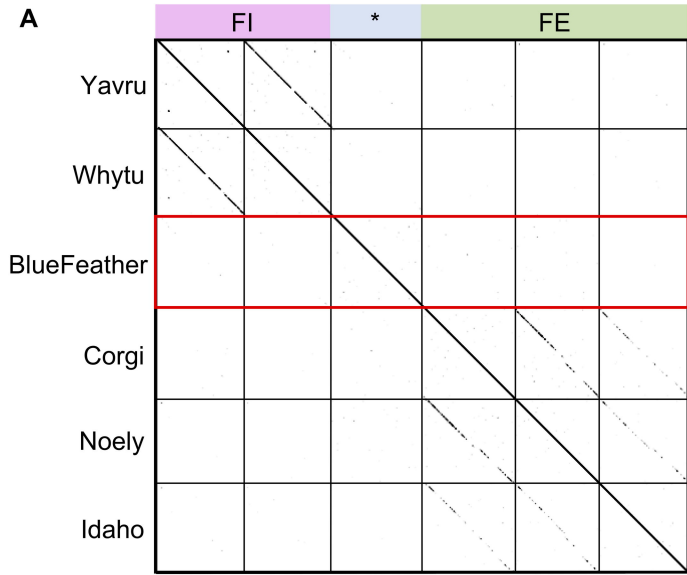 A
FI * FE
Yavru
Whytu
BlueFeather
Corgi
Noely
Idaho